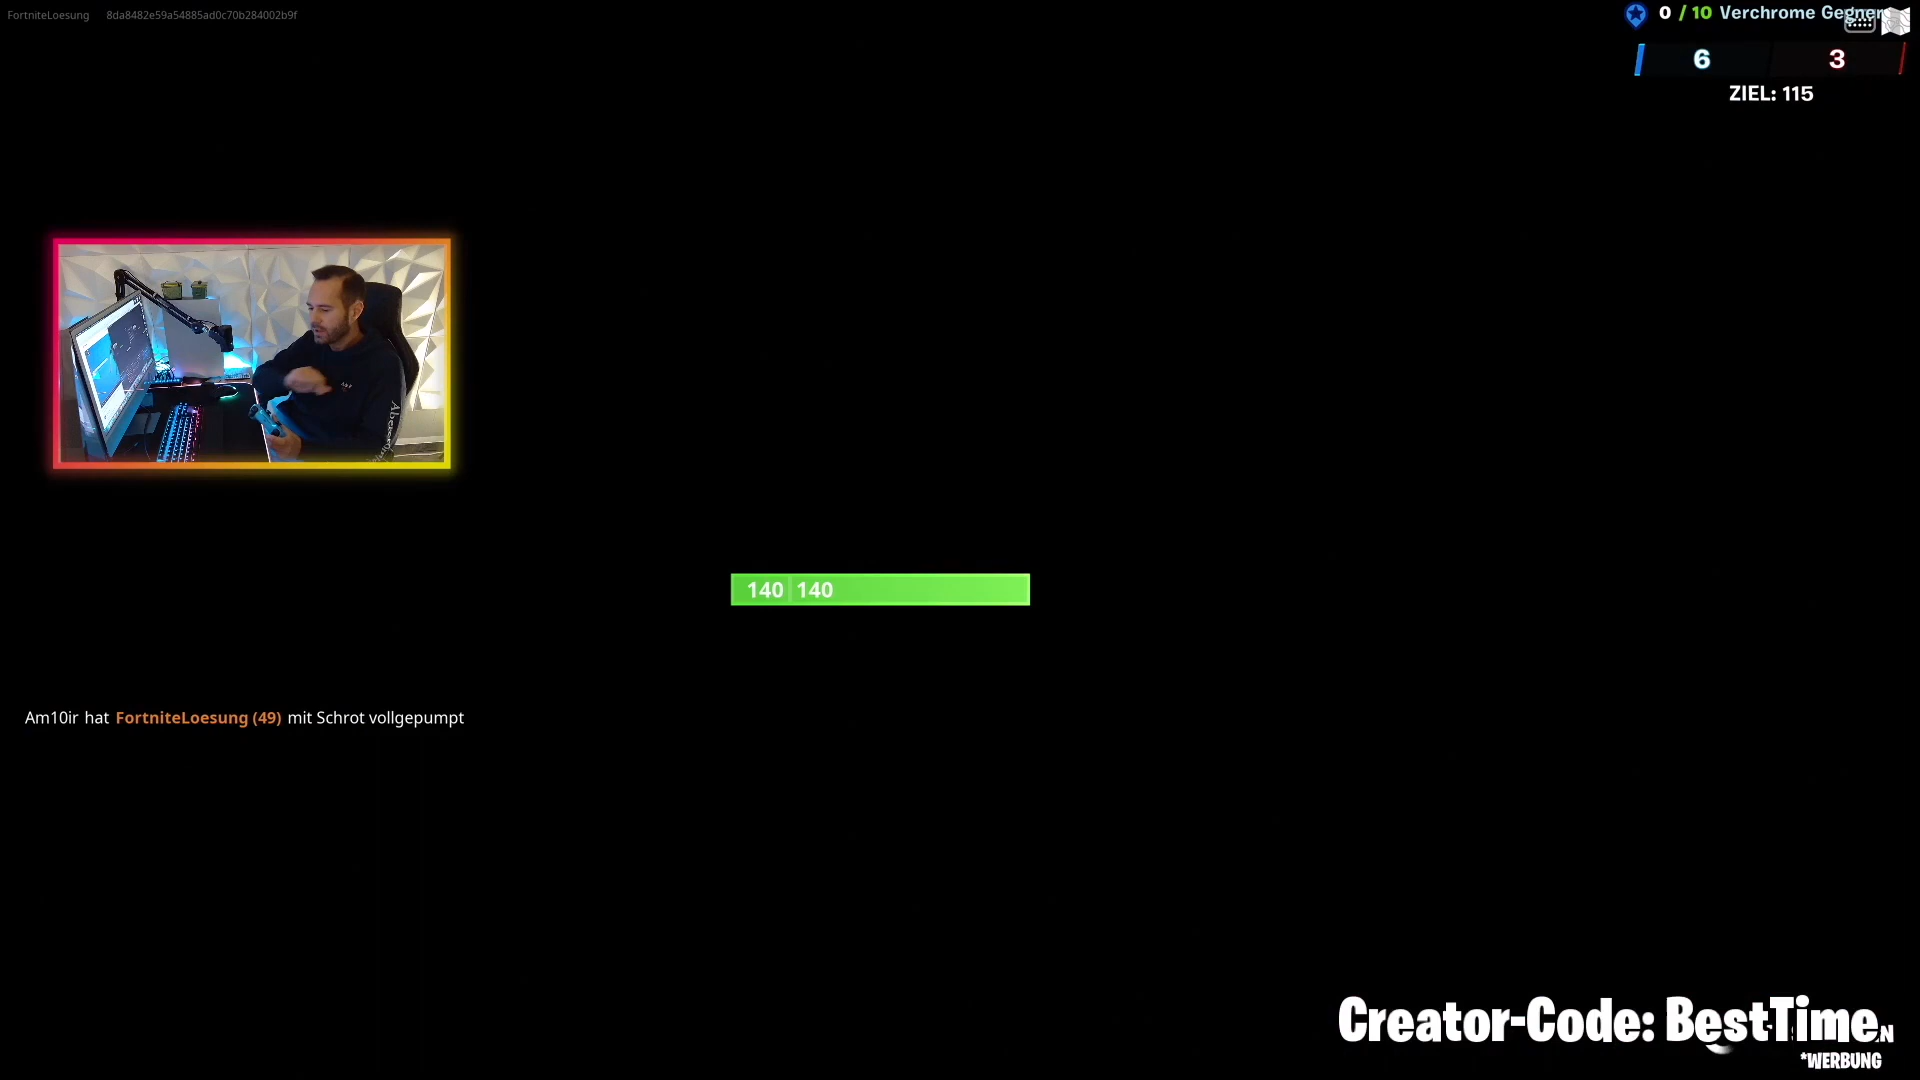 FortniteLoesung 8da8482e59a54885ad0c70b284002b9f
0 / 10 Verchrome Gegner
6 3
ZIEL: 115
140 140
Am10ir hat FortniteLoesung (49) mit Schrot vollgepumpt
Creator-Code: BestTime
*WERBUNG